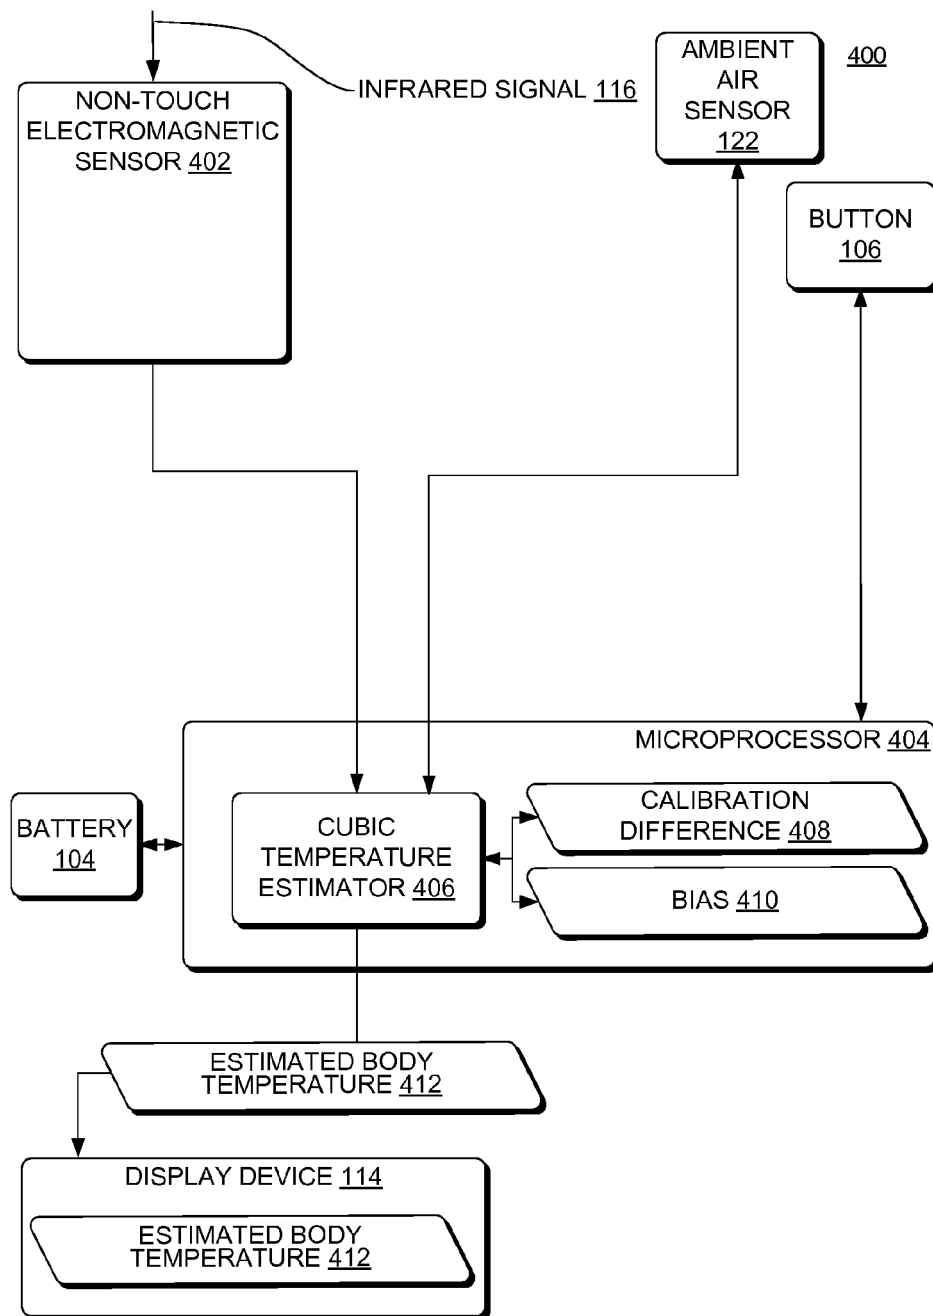 NON-TOUCH
ELECTROMAGNETIC
SENSOR 402
INFRARED SIGNAL 116
AMBIENT
AIR
SENSOR
122
400
BUTTON
106
MICROPROCESSOR 404
BATTERY
104
CUBIC
TEMPERATURE
ESTIMATOR 406
CALIBRATION
DIFFERENCE 408
BIAS 410
ESTIMATED BODY
TEMPERATURE 412
DISPLAY DEVICE 114
ESTIMATED BODY
TEMPERATURE 412